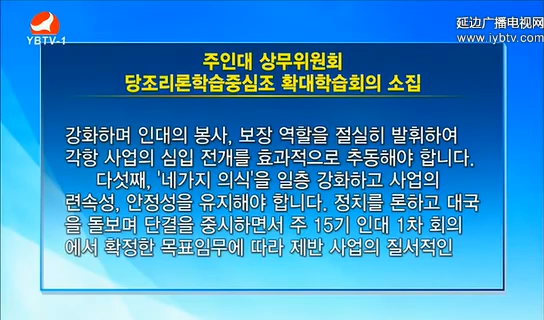 YBTV-1
延边广播电视网
www.iybtv.com
주인대 상무위원회
당조리론학습중심조 확대학습회의 소집
강화하며 인대의 봉사, 보장 역할을 절실히 발휘하여
각항 사업의 심입 전개를 효과적으로 추동해야 합니다.
다섯째, '네가지 의식'을 일층 강화하고 사업의
련속성, 안정성을 유지해야 합니다. 정치를 론하고 대국
을 돌보며 단결을 중시하면서 주 15기 인대 1차 회의
에서 확정한 목표임무에 따라 제반 사업의 질서적인